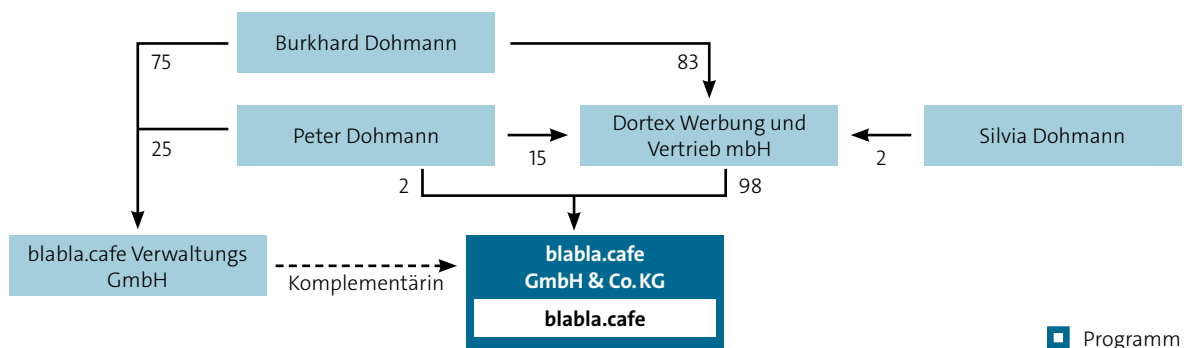 Burkhard Dohmann
75
83
Peter Dohmann
Dortex Werbung und
Vertrieb mbH
Silvia Dohmann
25
15
2
2
98
blabla.cafe Verwaltungs
GmbH
Komplementärin
blabla.cafe
GmbH & Co. KG
blabla.cafe
Programm